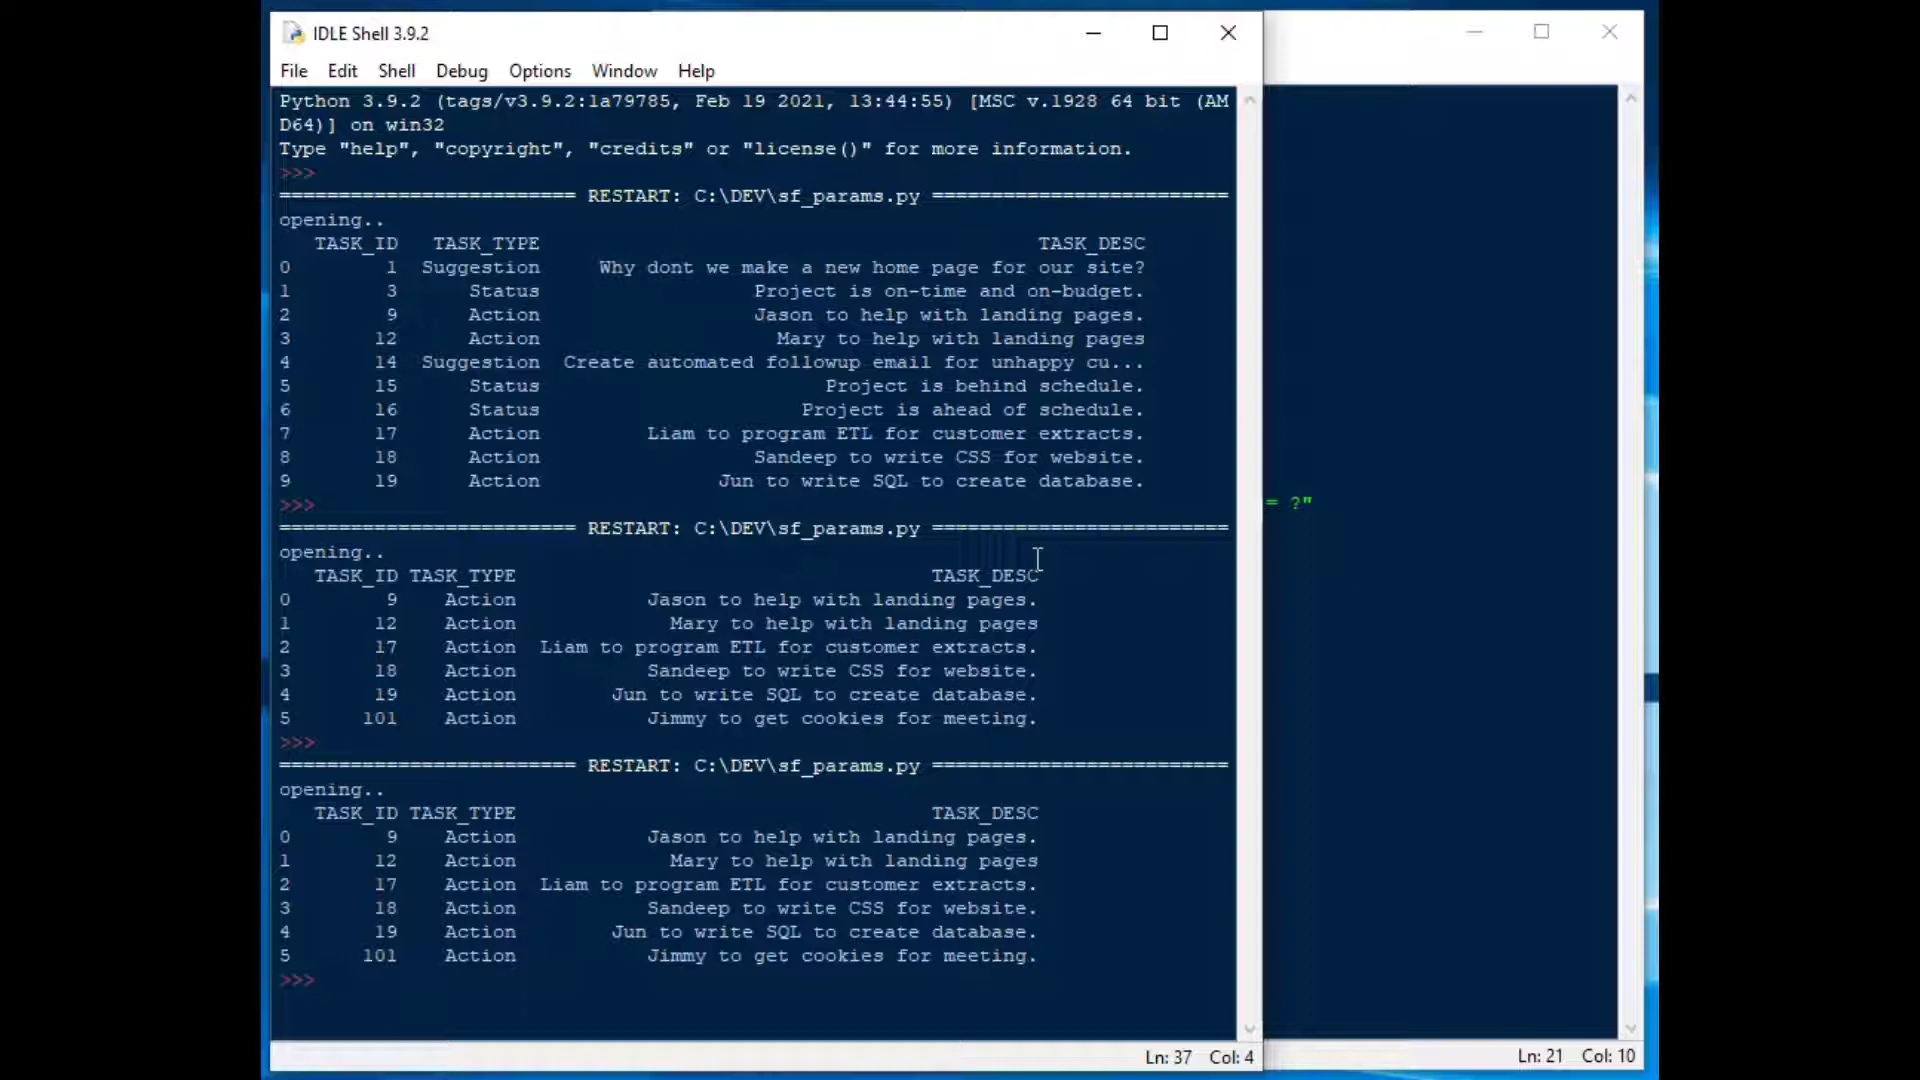 IDLE Shell 3.9.2
File Edit Shell Debug Options Window Help
Python 3.9.2 (tags/v3.9.2:1a79785, Feb 19 2021, 13:44:55) [MSC v.1928 64 bit (AM
D64)] on win32
Type "help", "copyright", "credits" or "license()" for more information.
>>>
========================= RESTART: C:\DEV\sf_params.py =========================
opening..
TASK_ID TASK_TYPE TASK_DESC
0 1 Suggestion Why dont we make a new home page for our site?
1 3 Status Project is on-time and on-budget.
2 9 Action Jason to help with landing pages.
3 12 Action Mary to help with landing pages
4 14 Suggestion Create automated followup email for unhappy cu...
5 15 Status Project is behind schedule.
6 16 Status Project is ahead of schedule.
7 17 Action Liam to program ETL for customer extracts.
8 18 Action Sandeep to write CSS for website.
9 19 Action Jun to write SQL to create database.
>>>
= ?"
========================= RESTART: C:\DEV\sf_params.py =========================
opening..
TASK_ID TASK_TYPE TASK_DESC
0 9 Action Jason to help with landing pages.
1 12 Action Mary to help with landing pages
2 17 Action Liam to program ETL for customer extracts.
3 18 Action Sandeep to write CSS for website.
4 19 Action Jun to write SQL to create database.
5 101 Action Jimmy to get cookies for meeting.
>>>
========================= RESTART: C:\DEV\sf_params.py =========================
opening..
TASK_ID TASK_TYPE TASK_DESC
0 9 Action Jason to help with landing pages.
1 12 Action Mary to help with landing pages
2 17 Action Liam to program ETL for customer extracts.
3 18 Action Sandeep to write CSS for website.
4 19 Action Jun to write SQL to create database.
5 101 Action Jimmy to get cookies for meeting.
>>>
Ln: 37 Col: 4
Ln: 21 Col: 10